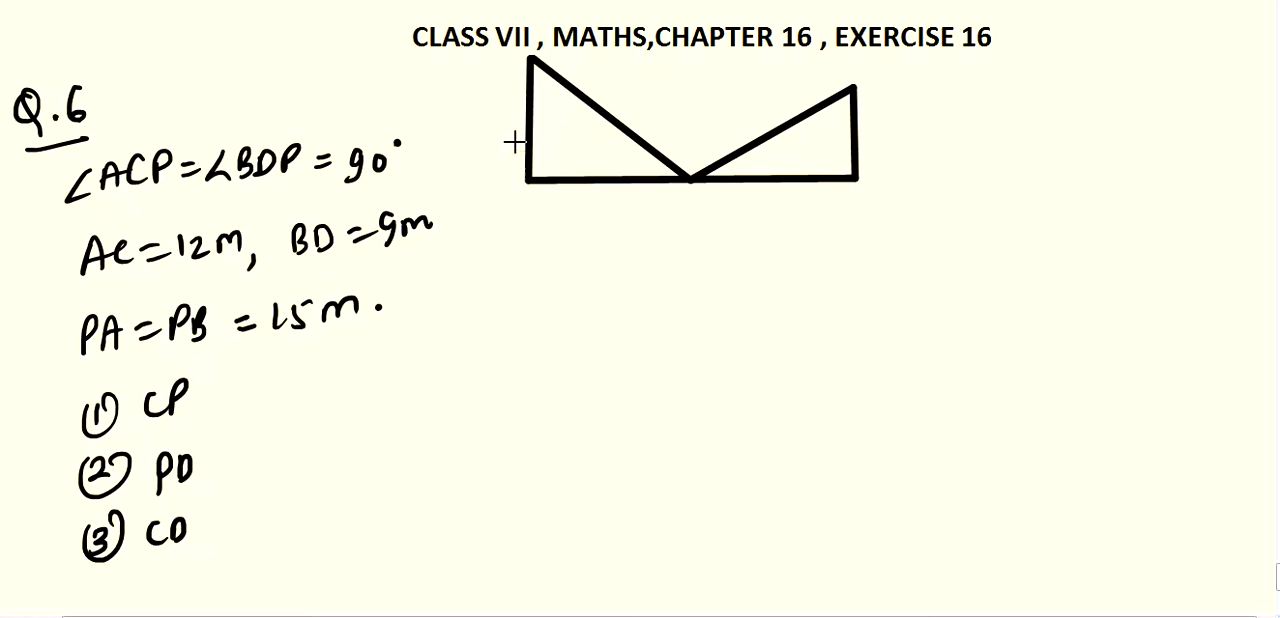 CLASS VII , MATHS,CHAPTER 16 , EXERCISE 16
Q.6
∠ACP=∠BDP = 90°
AC=12m, BD=9m
PA=PB = 15m.
(1) CP
(2) PD
(3) CD